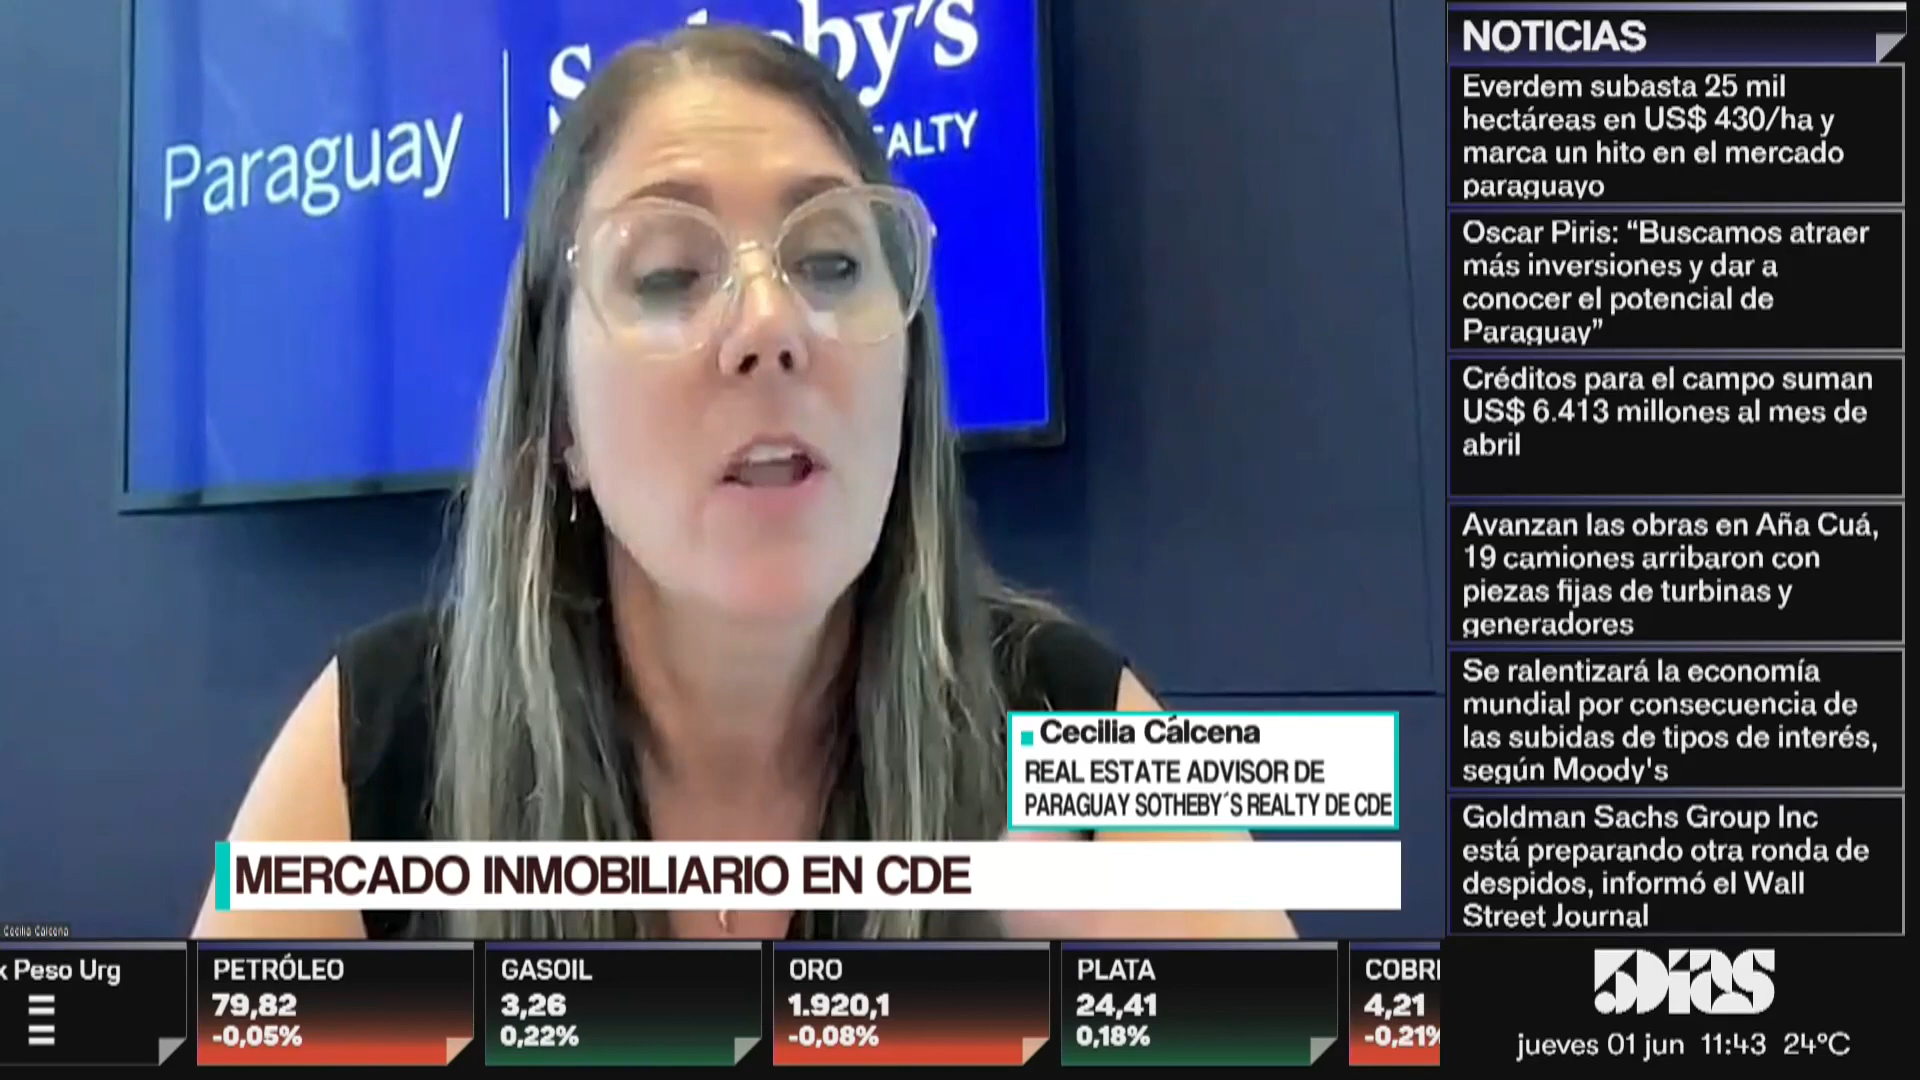 Paraguay
Sotheby's
ALTY
Cecilia Cálcena
REAL ESTATE ADVISOR DE
PARAGUAY SOTHEBY´S REALTY DE CDE
MERCADO INMOBILIARIO EN CDE
Cecilia Cálcena
x Peso Urg
PETRÓLEO
79,82
-0,05%
GASOIL
3,26
0,22%
ORO
1.920,1
-0,08%
PLATA
24,41
0,18%
COBR
4,21
-0,21%
NOTICIAS
Everdem subasta 25 mil
hectáreas en US$ 430/ha y
marca un hito en el mercado
paraguayo
Oscar Piris: “Buscamos atraer
más inversiones y dar a
conocer el potencial de
Paraguay”
Créditos para el campo suman
US$ 6.413 millones al mes de
abril
Avanzan las obras en Aña Cuá,
19 camiones arribaron con
piezas fijas de turbinas y
generadores
Se ralentizará la economía
mundial por consecuencia de
las subidas de tipos de interés,
según Moody's
Goldman Sachs Group Inc
está preparando otra ronda de
despidos, informó el Wall
Street Journal
5Días
jueves 01 jun 11:43 24°C